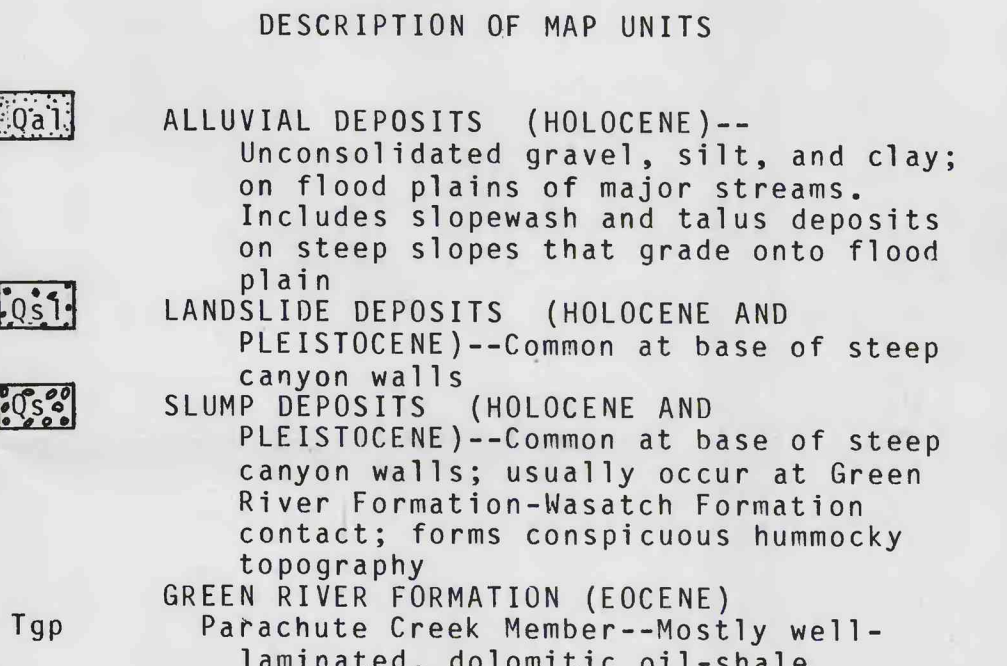 DESCRIPTION OF MAP UNITS
Qal ALLUVIAL DEPOSITS (HOLOCENE)--
Unconsolidated gravel, silt, and clay;
on flood plains of major streams.
Includes slopewash and talus deposits
on steep slopes that grade onto flood
plain
Qsl LANDSLIDE DEPOSITS (HOLOCENE AND
PLEISTOCENE)--Common at base of steep
canyon walls
Qs SLUMP DEPOSITS (HOLOCENE AND
PLEISTOCENE)--Common at base of steep
canyon walls; usually occur at Green
River Formation-Wasatch Formation
contact; forms conspicuous hummocky
topography
GREEN RIVER FORMATION (EOCENE)
Tgp Parachute Creek Member--Mostly well-
laminated, dolomitic oil-shale